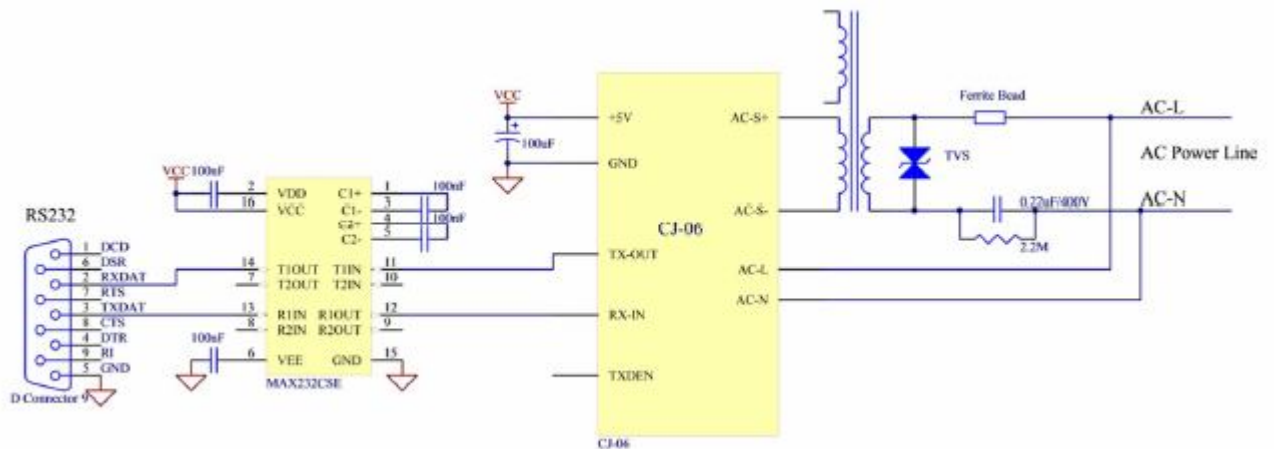 RS232
1 DCD
6 DSR
2 RXDAT
7 RTS
3 TXDAT
8 CTS
4 DTR
9 RI
5 GND
D Connector 9
VCC 100nF
2 VDD C1+ 1
16 VCC C1- 3
C2+ 4
C2- 5
100nF
100nF
14 T1OUT T1IN 11
7 T2OUT T2IN 10
13 R1IN R1OUT 12
8 R2IN R2OUT 9
100nF
6 VEE GND 15
MAX232CSE
VCC
+
100uF
+5V AC-S+
GND
AC-S-
CJ-06
TX-OUT
AC-L
AC-N
RX-IN
TXDEN
CJ-06
Ferrite Bead
TVS
0.22uF/400V
2.2M
AC-L
AC Power Line
AC-N